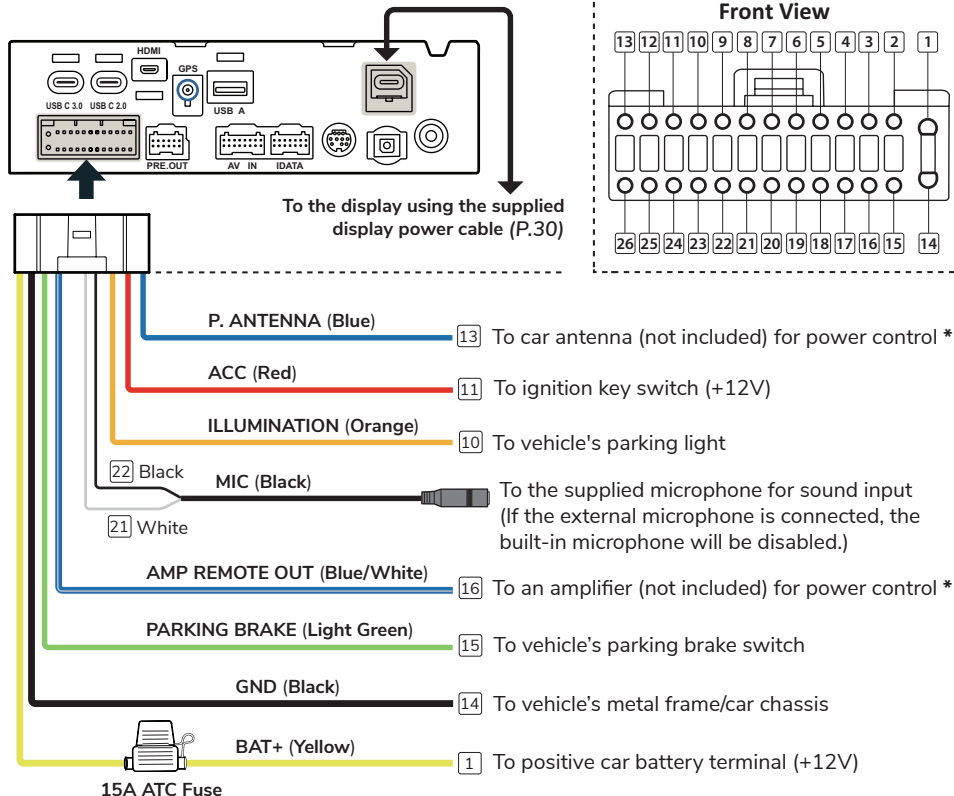 Front View
13 12 11 10 9 8 7 6 5 4 3 2 1
HDMI
GPS
USB C 3.0 USB C 2.0
USB A
PRE.OUT
AV IN
IDATA
To the display using the supplied
display power cable (P.30)
26 25 24 23 22 21 20 19 18 17 16 15 14
P. ANTENNA (Blue)
13 To car antenna (not included) for power control *
ACC (Red)
11 To ignition key switch (+12V)
ILLUMINATION (Orange)
10 To vehicle's parking light
22 Black
MIC (Black)
21 White
To the supplied microphone for sound input
(If the external microphone is connected, the
built-in microphone will be disabled.)
AMP REMOTE OUT (Blue/White)
16 To an amplifier (not included) for power control *
PARKING BRAKE (Light Green)
15 To vehicle’s parking brake switch
GND (Black)
14 To vehicle’s metal frame/car chassis
BAT+ (Yellow)
1 To positive car battery terminal (+12V)
15A ATC Fuse